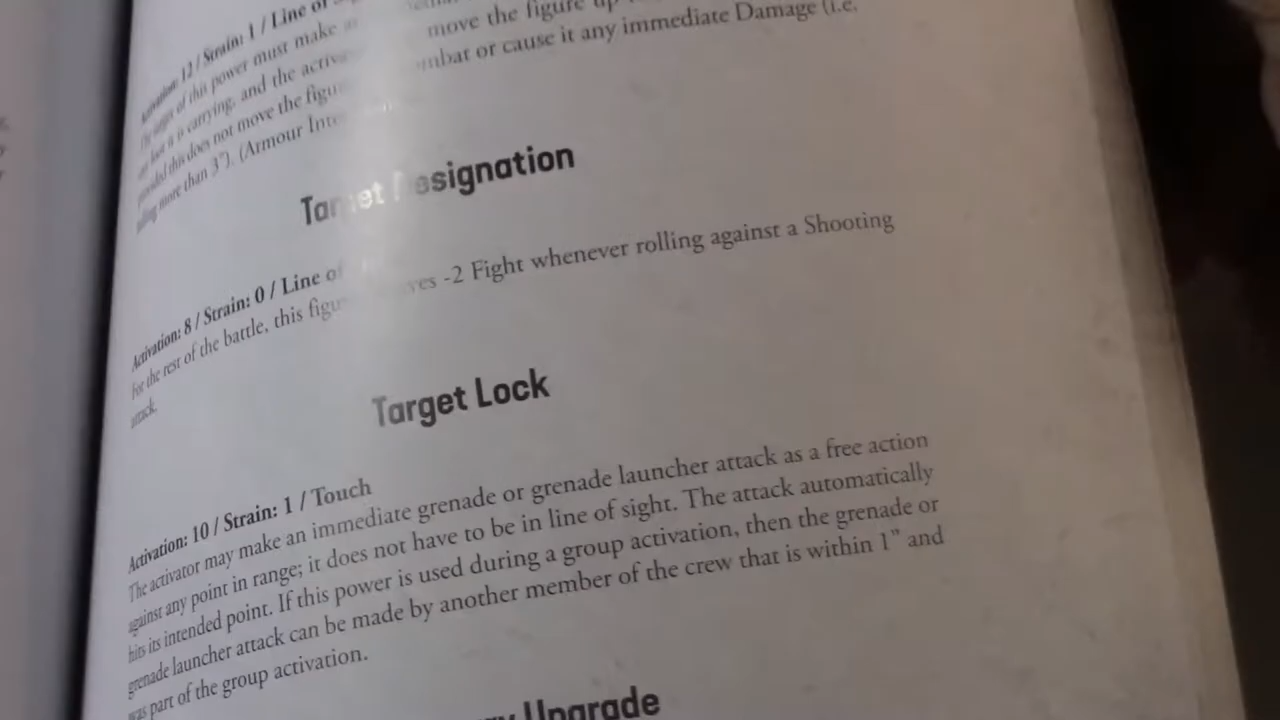 Activation: 12 / Strain: 1 / Line of
The target of this power must make move the figure up
it is carrying, and the combat or cause it any immediate Damage (i.e.
provided this does not move the figure
falling more than 3"). (Armour
Target Designation
Activation: 8 / Strain: 0 / Line of
For the rest of the battle, this figure -2 Fight whenever rolling against a Shooting
attack.
Target Lock
Activation: 10 / Strain: 1 / Touch
The activator may make an immediate grenade or grenade launcher attack as a free action
against any point in range; it does not have to be in line of sight. The attack automatically
hits its intended point. If this power is used during a group activation, then the grenade or
grenade launcher attack can be made by another member of the crew that is within 1" and
was part of the group activation.
Upgrade